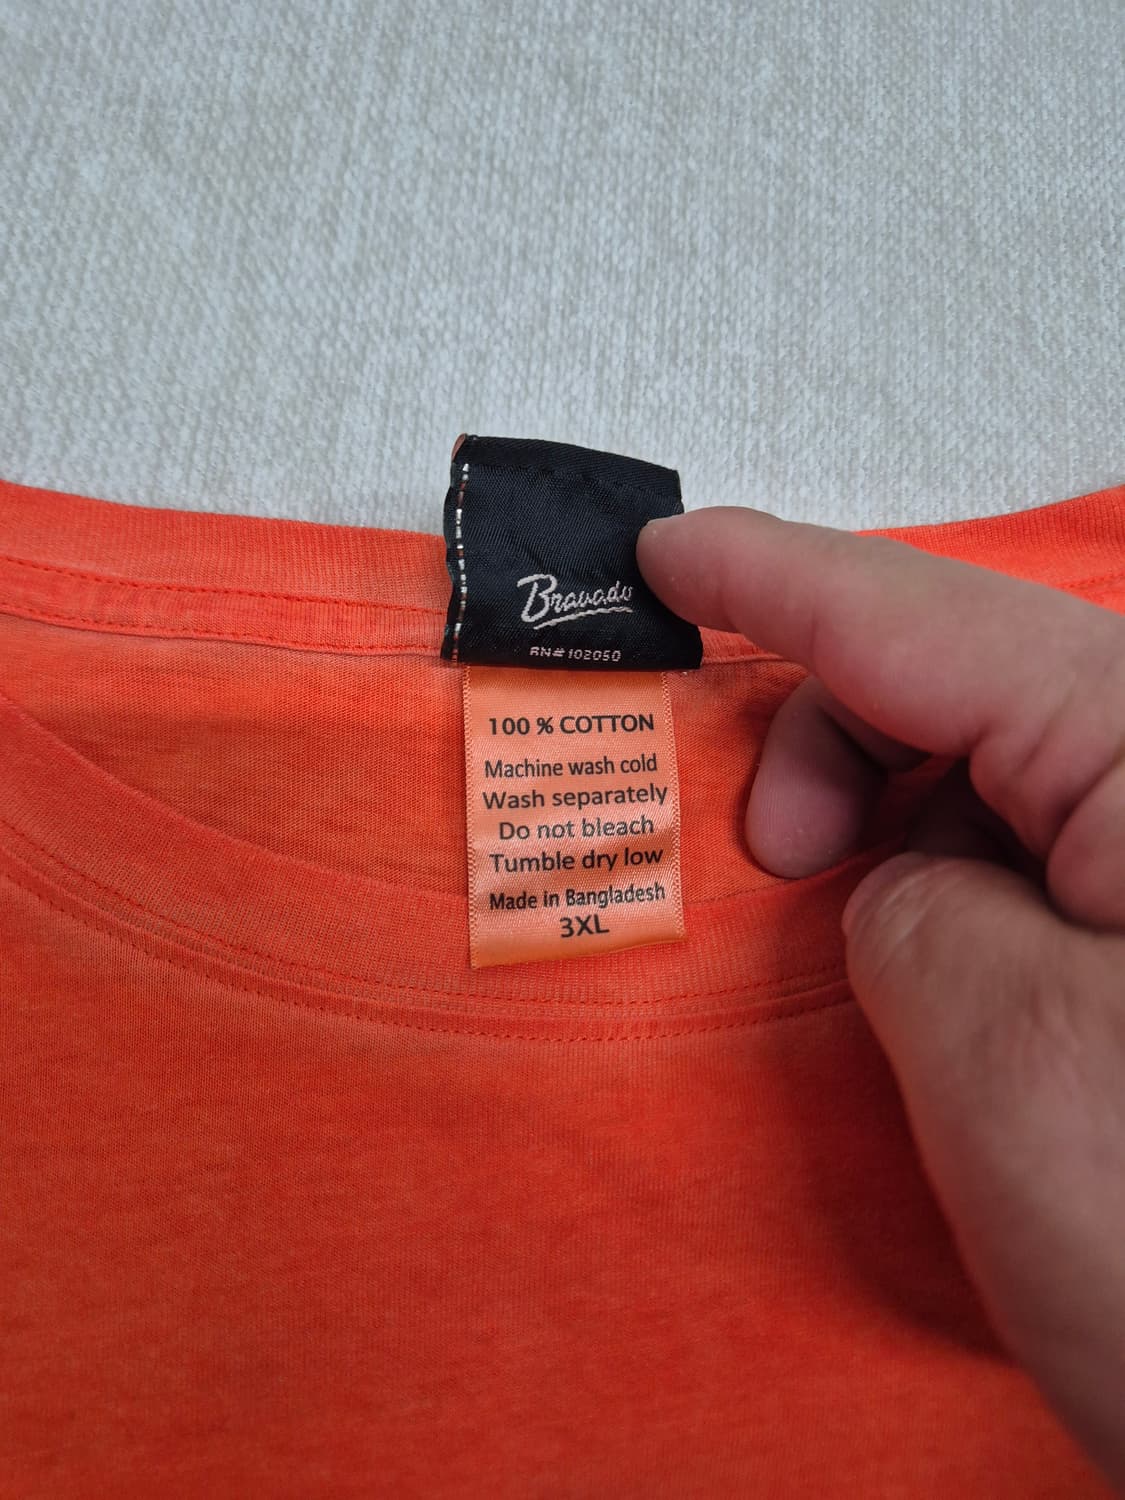 Bravado
RN# 102050
100 % COTTON
Machine wash cold
Wash separately
Do not bleach
Tumble dry low
Made in Bangladesh
3XL